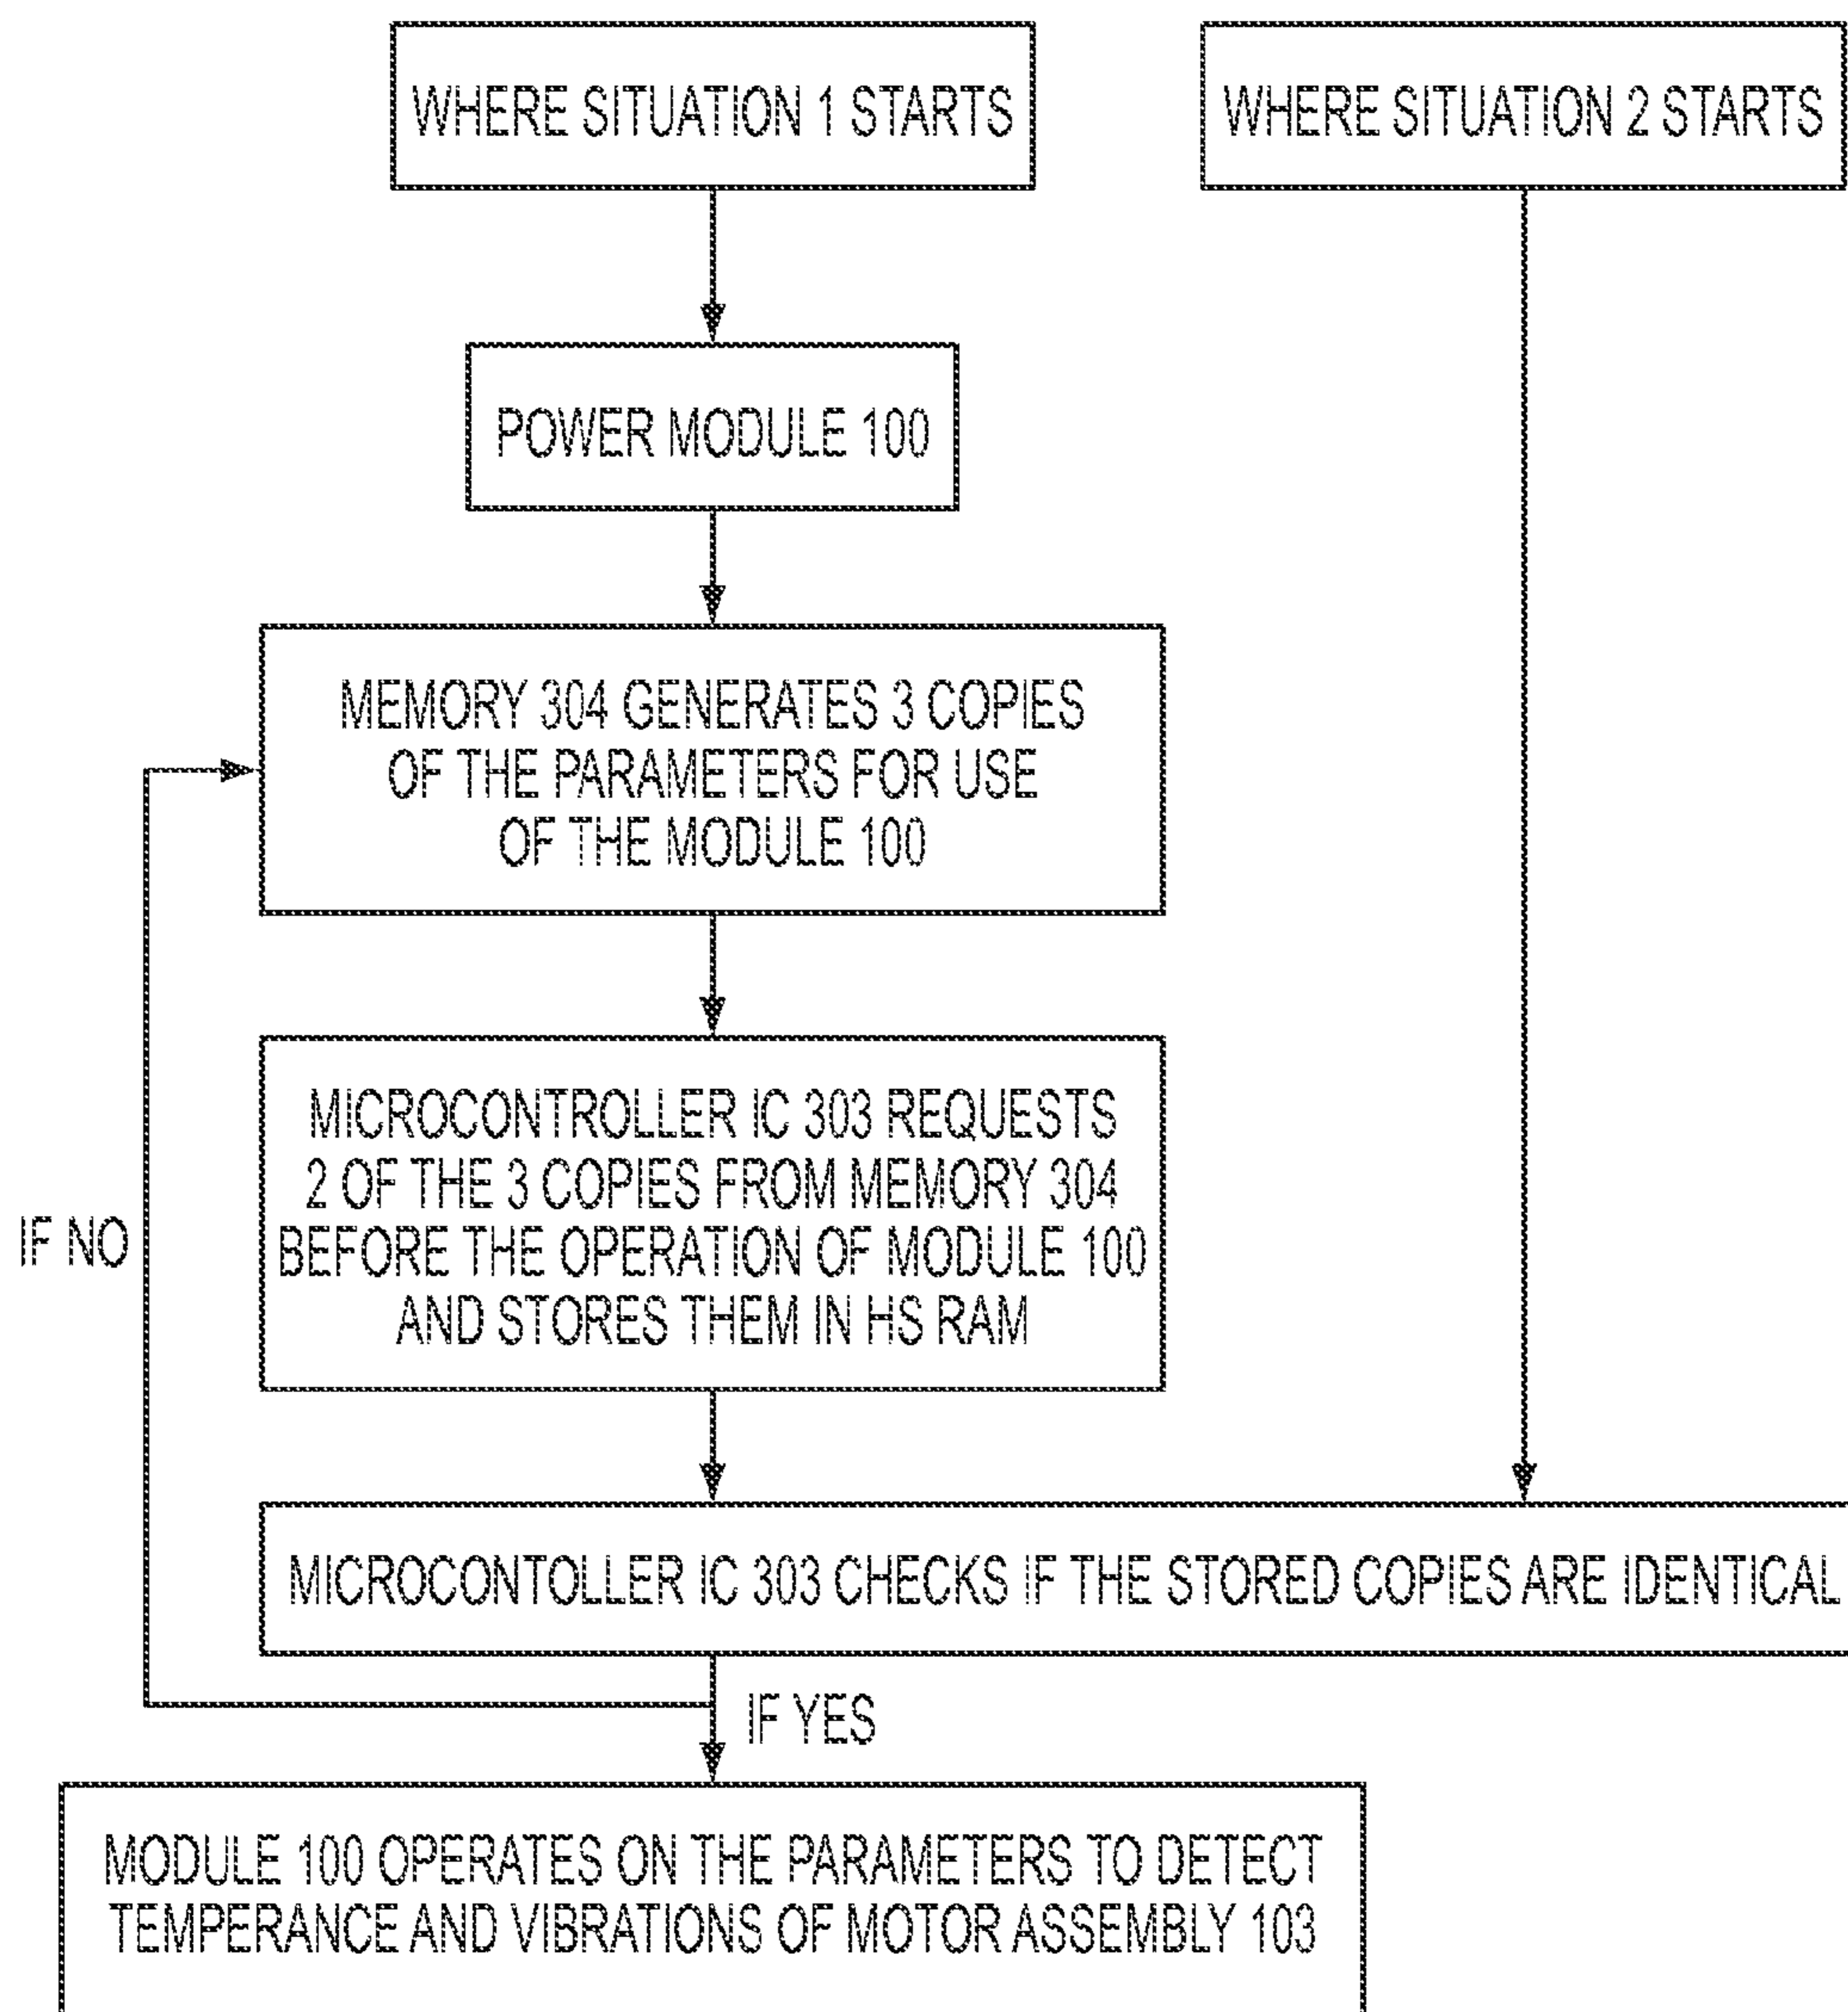 WHERE SITUATION 1 STARTS
WHERE SITUATION 2 STARTS
POWER MODULE 100
MEMORY 304 GENERATES 3 COPIES
OF THE PARAMETERS FOR USE
OF THE MODULE 100
MICROCONTROLLER IC 303 REQUESTS
2 OF THE 3 COPIES FROM MEMORY 304
BEFORE THE OPERATION OF MODULE 100
AND STORES THEM IN HS RAM
IF NO
MICROCONTOLLER IC 303 CHECKS IF THE STORED COPIES ARE IDENTICAL
IF YES
MODULE 100 OPERATES ON THE PARAMETERS TO DETECT
TEMPERANCE AND VIBRATIONS OF MOTOR ASSEMBLY 103